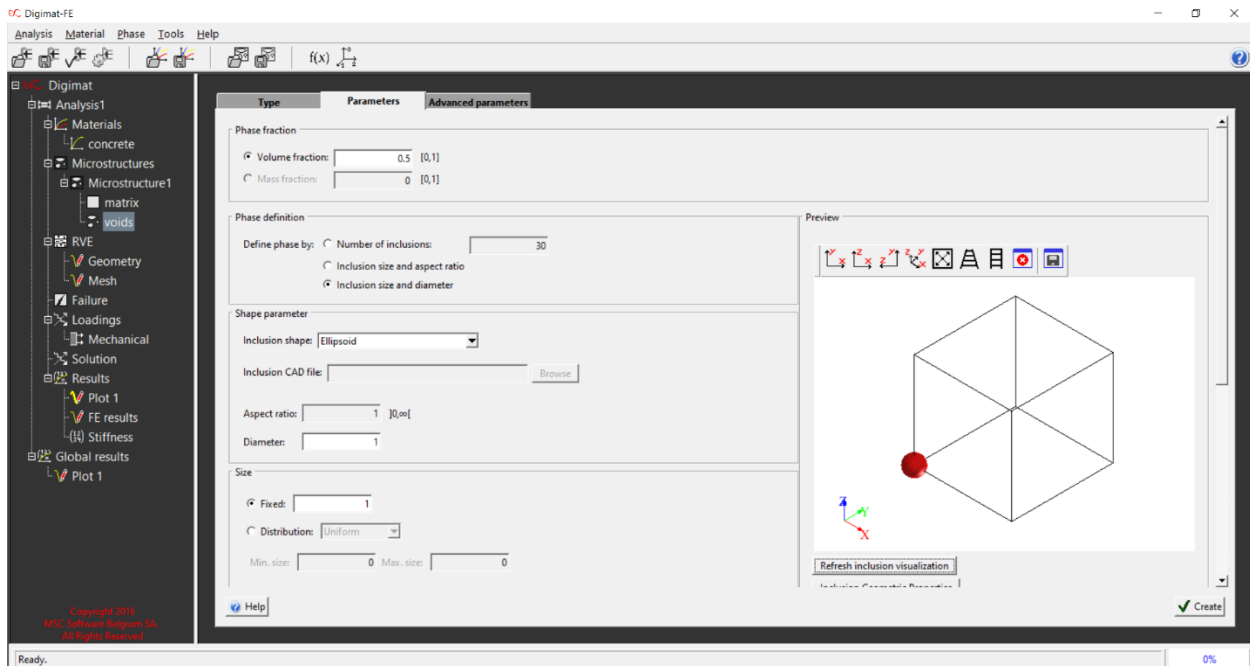 Digimat-FE
Analysis Material Phase Tools Help
f(x)
Digimat
Analysis1
Materials
concrete
Microstructures
Microstructure1
matrix
voids
RVE
Geometry
Mesh
Failure
Loadings
Mechanical
Solution
Results
Plot 1
FE results
Stiffness
Global results
Plot 1
Copyright 2016
MSC Software Belgium SA.
All Rights Reserved
Type Parameters Advanced parameters
Phase fraction
Volume fraction: 0.5 [0,1]
Mass fraction: 0 [0,1]
Phase definition
Define phase by: Number of inclusions: 30
Inclusion size and aspect ratio
Inclusion size and diameter
Shape parameter
Inclusion shape: Ellipsoid
Inclusion CAD file: Browse
Aspect ratio: 1 ]0,∞[
Diameter: 1
Size
Fixed: 1
Distribution: Uniform
Min. size: 0 Max. size: 0
Preview
Z
Y
X
Refresh inclusion visualization
Inclusion Geometric Properties
Help
Create
Ready. 0%